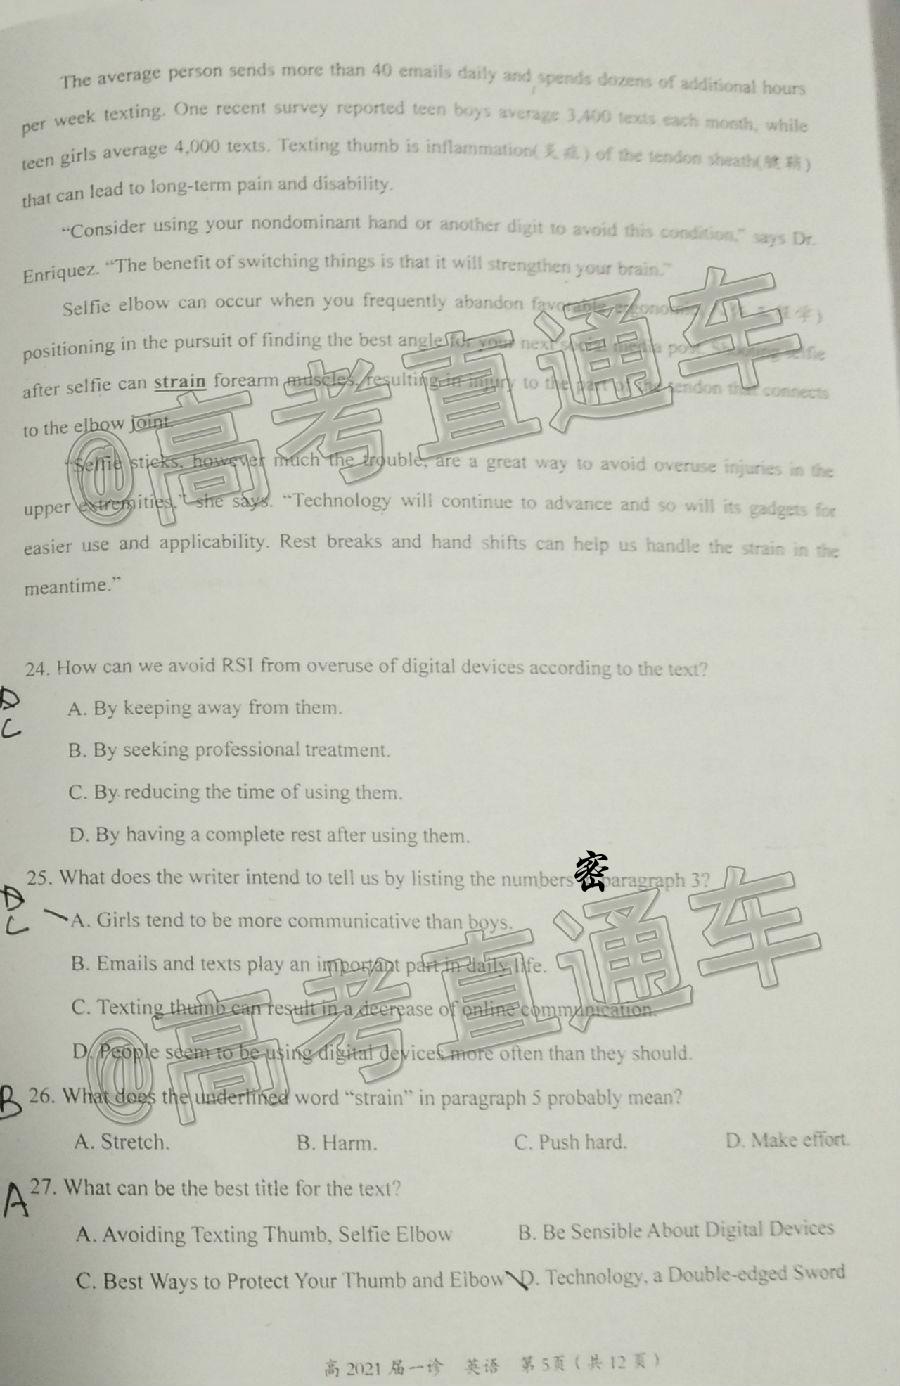 The average person sends more than 40 emails daily and spends dozens of additional hours
per week texting. One recent survey reported teen boys average 3,400 texts each month, while
teen girls average 4,000 texts. Texting thumb is inflammation(炎症) of the tendon sheath(腱鞘)
that can lead to long-term pain and disability.
“Consider using your nondominant hand or another digit to avoid this condition,” says Dr.
Enriquez. “The benefit of switching things is that it will strengthen your brain.”
Selfie elbow can occur when you frequently abandon favorable
positioning in the pursuit of finding the best angle for your next social media post. Shooting selfie
after selfie can strain forearm muscles, resulting in injury to the part of the tendon that connects
to the elbow joint.
“Selfie sticks, however much the trouble, are a great way to avoid overuse injuries in the
upper extremities,” she says. “Technology will continue to advance and so will its gadgets for
easier use and applicability. Rest breaks and hand shifts can help us handle the strain in the
meantime.”
24. How can we avoid RSI from overuse of digital devices according to the text?
D
C
A. By keeping away from them.
B. By seeking professional treatment.
C. By reducing the time of using them.
D. By having a complete rest after using them.
25. What does the writer intend to tell us by listing the numbers 密 paragraph 3?
D
C
A. Girls tend to be more communicative than boys.
B. Emails and texts play an important part in daily life.
C. Texting thumb can result in a decrease of online communication.
D. People seem to be using digital devices more often than they should.
B
26. What does the underlined word “strain” in paragraph 5 probably mean?
A. Stretch. B. Harm. C. Push hard. D. Make effort.
A
27. What can be the best title for the text?
A. Avoiding Texting Thumb, Selfie Elbow B. Be Sensible About Digital Devices
C. Best Ways to Protect Your Thumb and Elbow D. Technology, a Double-edged Sword
高 2021 届一诊 英语 第 5 页（共 12 页）
@高考直通车
@高考直通车